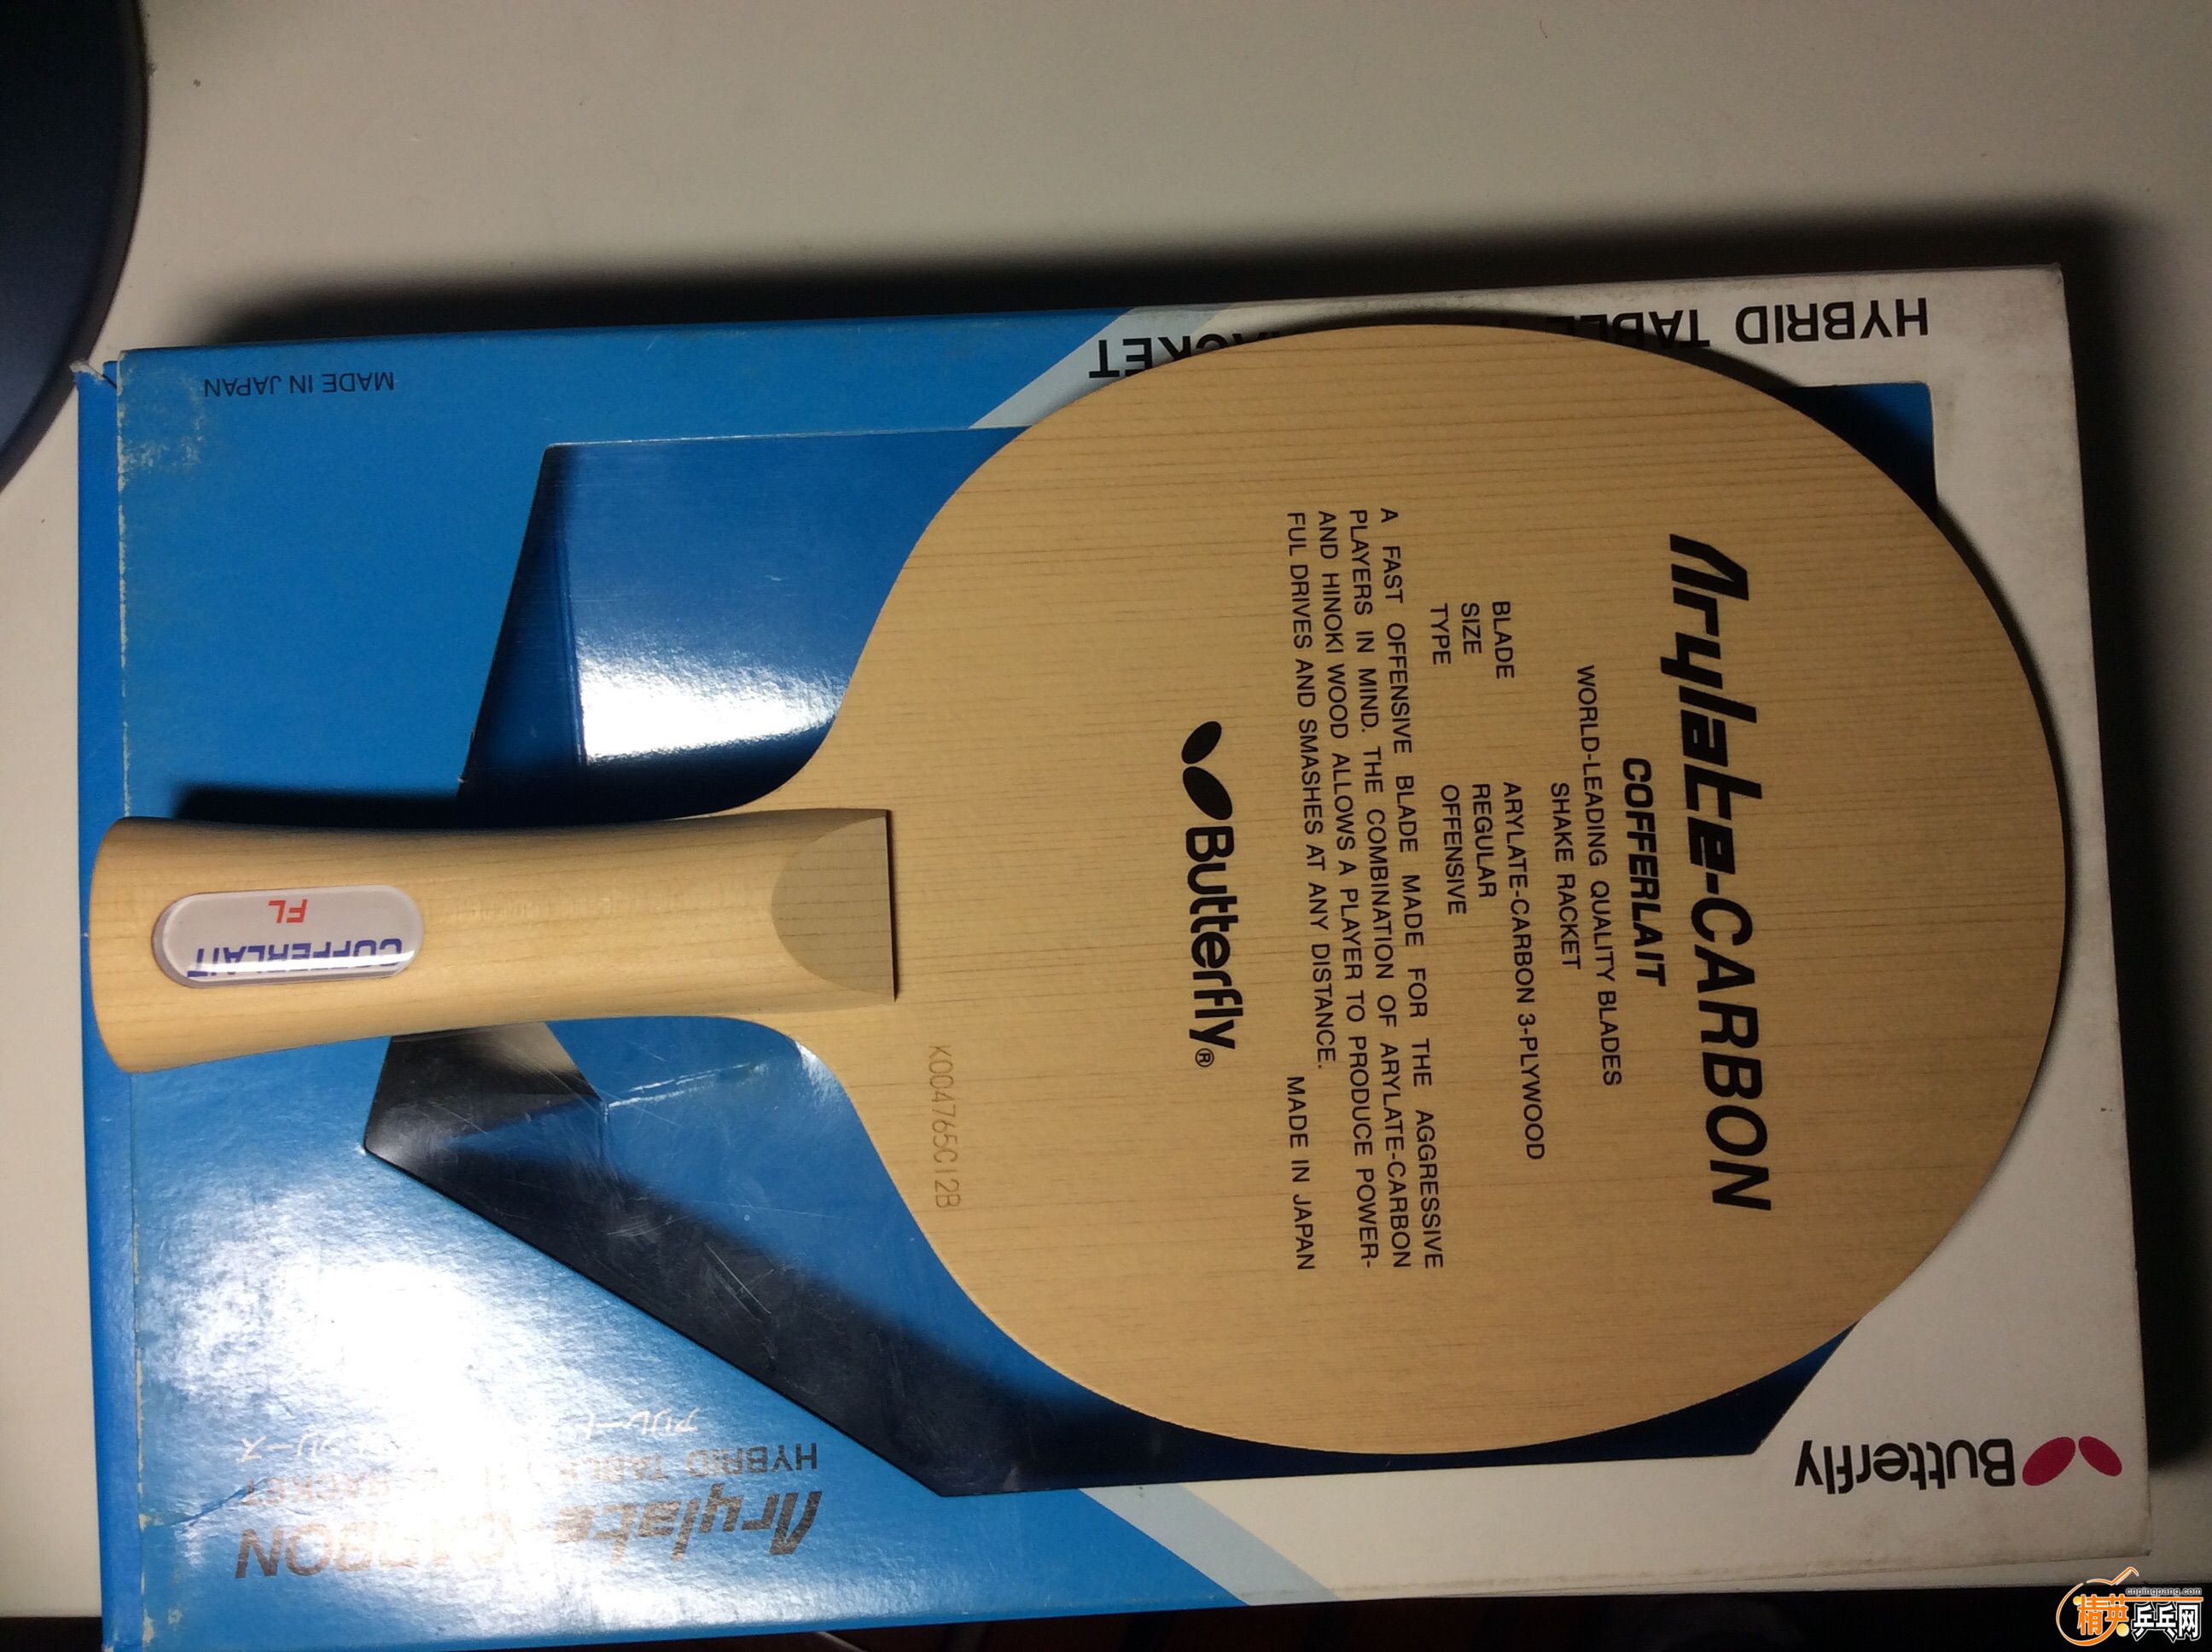 Arylate-CARBON
COFFERLAIT
WORLD-LEADING QUALITY BLADES
SHAKE RACKET
BLADE ARYLATE-CARBON 3-PLYWOOD
SIZE REGULAR
TYPE OFFENSIVE
A FAST OFFENSIVE BLADE MADE FOR THE AGGRESSIVE
PLAYERS IN MIND. THE COMBINATION OF ARYLATE-CARBON
AND HINOKI WOOD ALLOWS A PLAYER TO PRODUCE POWER-
FUL DRIVES AND SMASHES AT ANY DISTANCE. MADE IN JAPAN
Butterfly®
K004765C12B
COFFERLAIT
FL
HYBRID TABLE
RACKET
MADE IN JAPAN
Butterfly
Arylate-CARBON
HYBRID TABLE
RACKET
cnpingpang.com
精英乒乓网